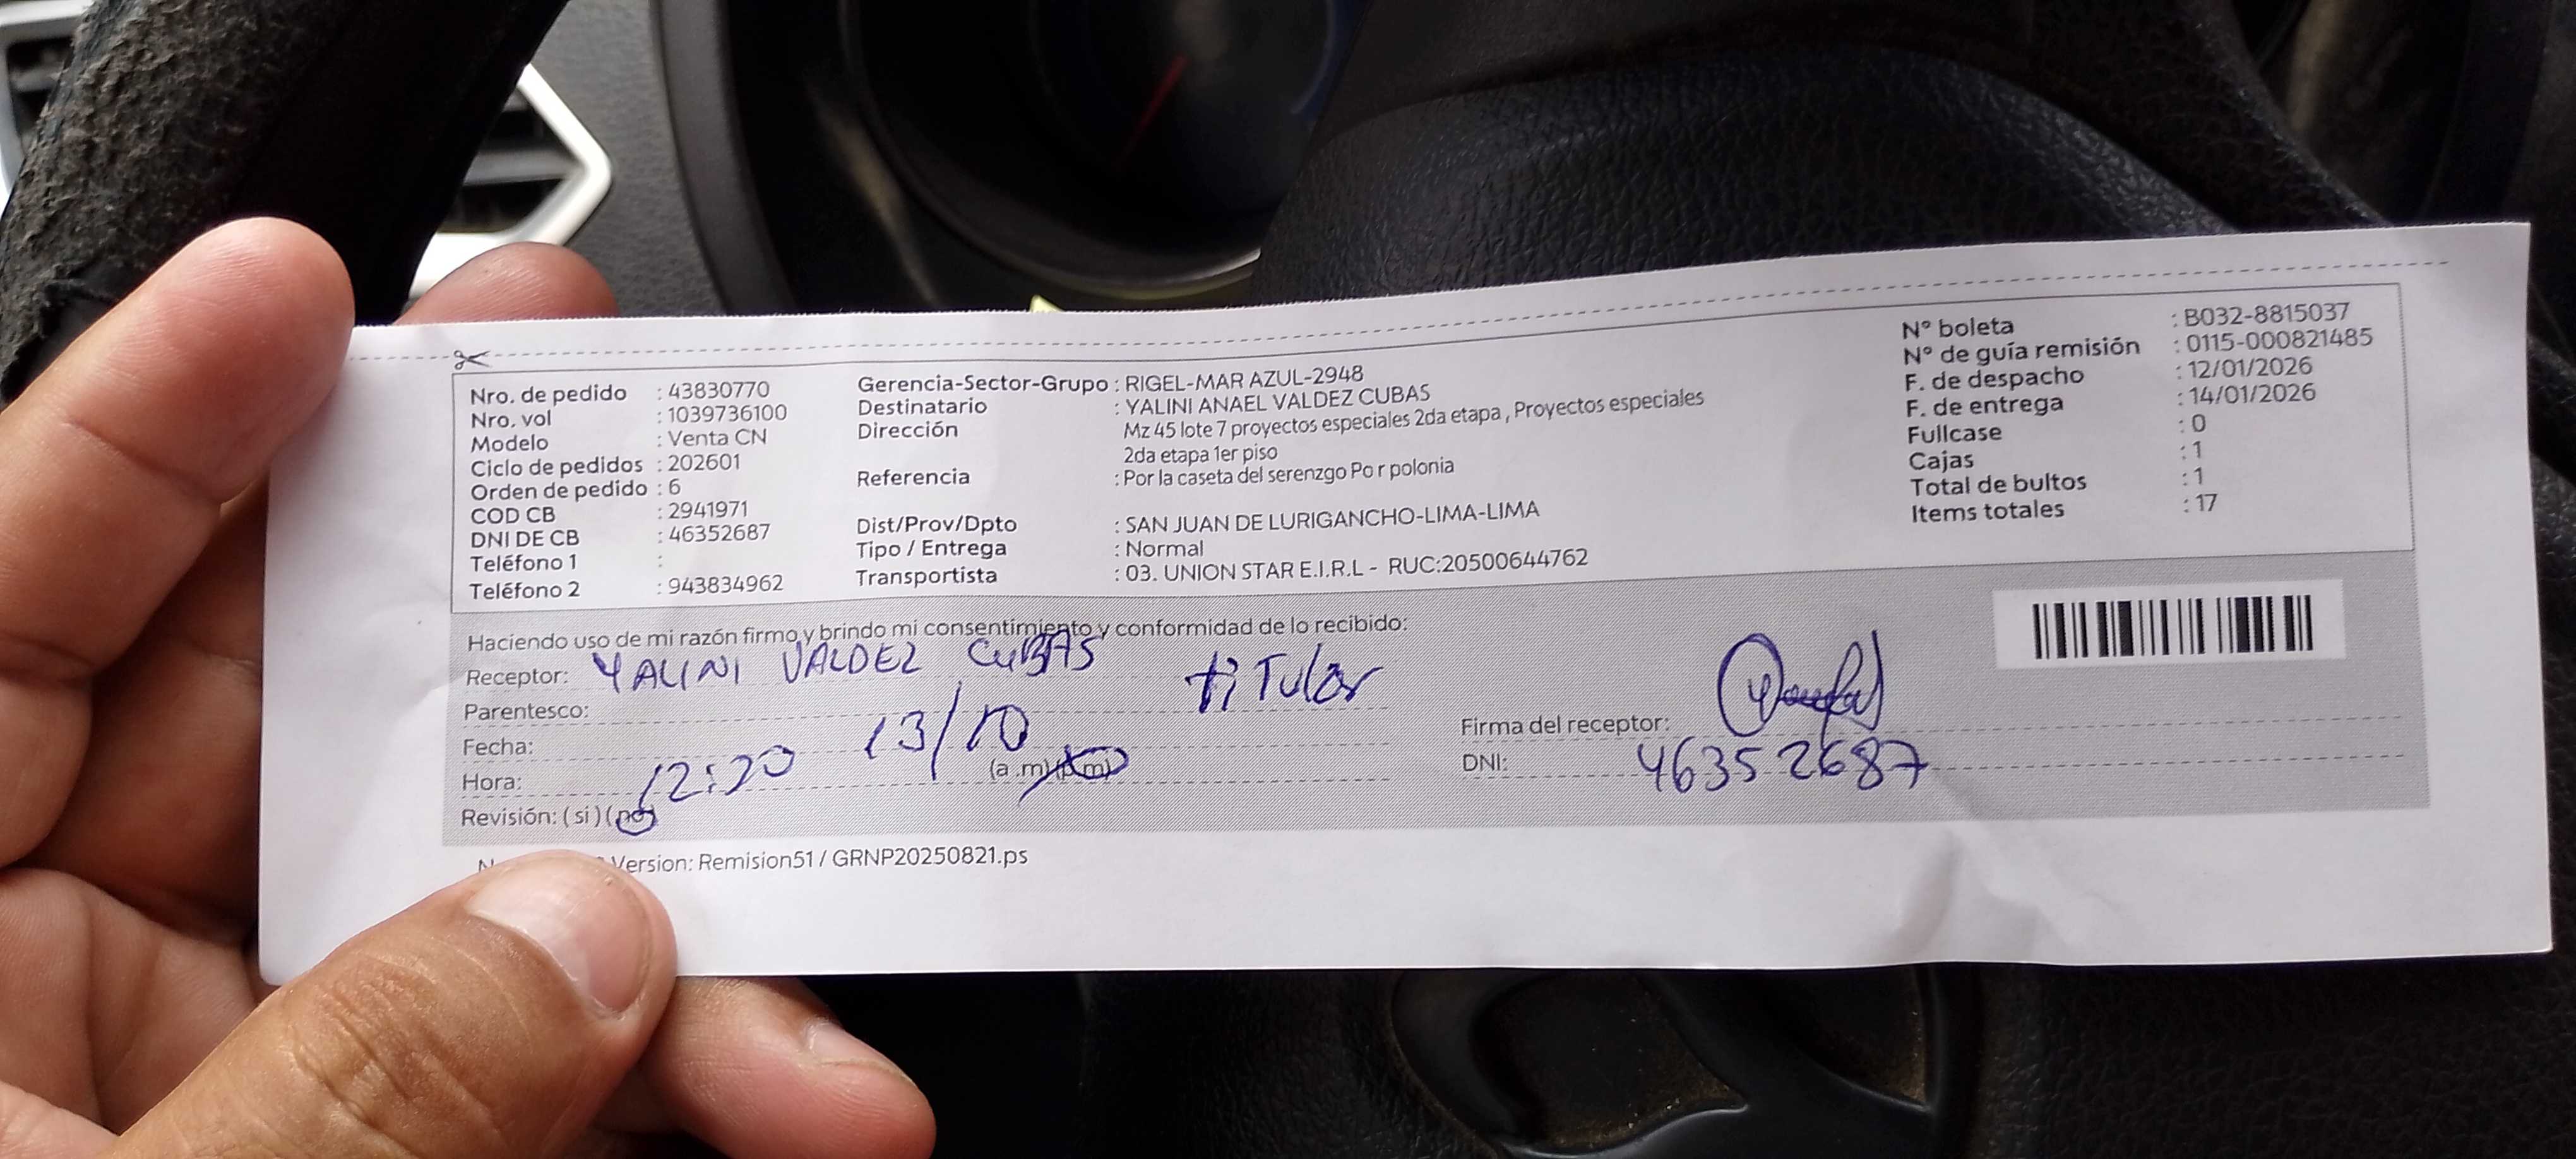 Nro. de pedido : 43830770
Nro. vol : 1039736100
Modelo : Venta CN
Ciclo de pedidos : 202601
Orden de pedido : 6
COD CB : 2941971
DNI DE CB : 46352687
Teléfono 1 :
Teléfono 2 : 943834962
Gerencia-Sector-Grupo : RIGEL-MAR AZUL-2948
Destinatario : YALINI ANAEL VALDEZ CUBAS
Dirección Mz 45 lote 7 proyectos especiales 2da etapa , Proyectos especiales
2da etapa 1er piso
Referencia : Por la caseta del serenzgo Po r polonia
Dist/Prov/Dpto : SAN JUAN DE LURIGANCHO-LIMA-LIMA
Tipo / Entrega : Normal
Transportista : 03. UNION STAR E.I.R.L - RUC:20500644762
N° boleta : B032-8815037
N° de guía remisión : 0115-000821485
F. de despacho : 12/01/2026
F. de entrega : 14/01/2026
Fullcase : 0
Cajas : 1
Total de bultos : 1
Items totales : 17
Haciendo uso de mi razón firmo y brindo mi consentimiento y conformidad de lo recibido:
Receptor: YALINI VALDEZ CUBAS
Parentesco: tiTular
Fecha: 13/10
Hora: 12:20 (a .m) (p.m)
Revisión: ( si ) ( no )
Firma del receptor:
DNI: 46352687
Version: Remision51 / GRNP20250821.ps